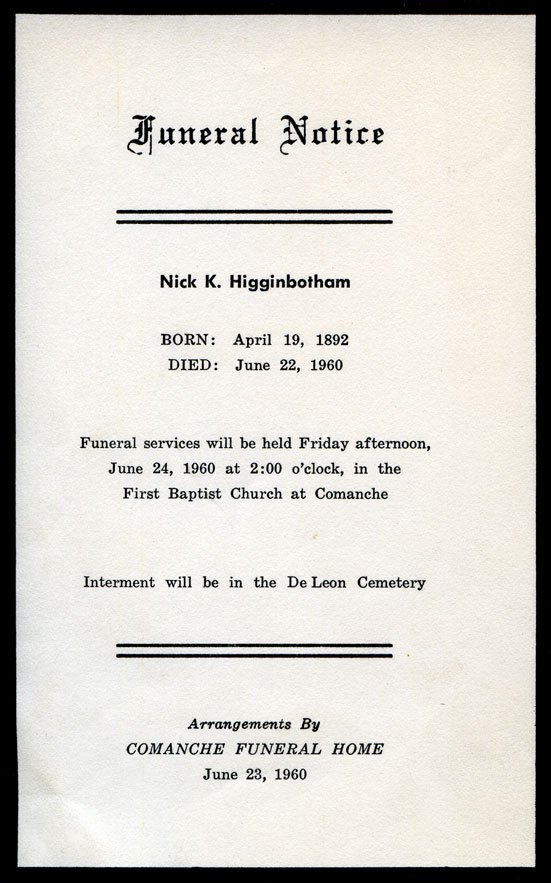 Funeral Notice
Nick K. Higginbotham
BORN: April 19, 1892
DIED: June 22, 1960
Funeral services will be held Friday afternoon,
June 24, 1960 at 2:00 o'clock, in the
First Baptist Church at Comanche
Interment will be in the De Leon Cemetery
Arrangements By
COMANCHE FUNERAL HOME
June 23, 1960